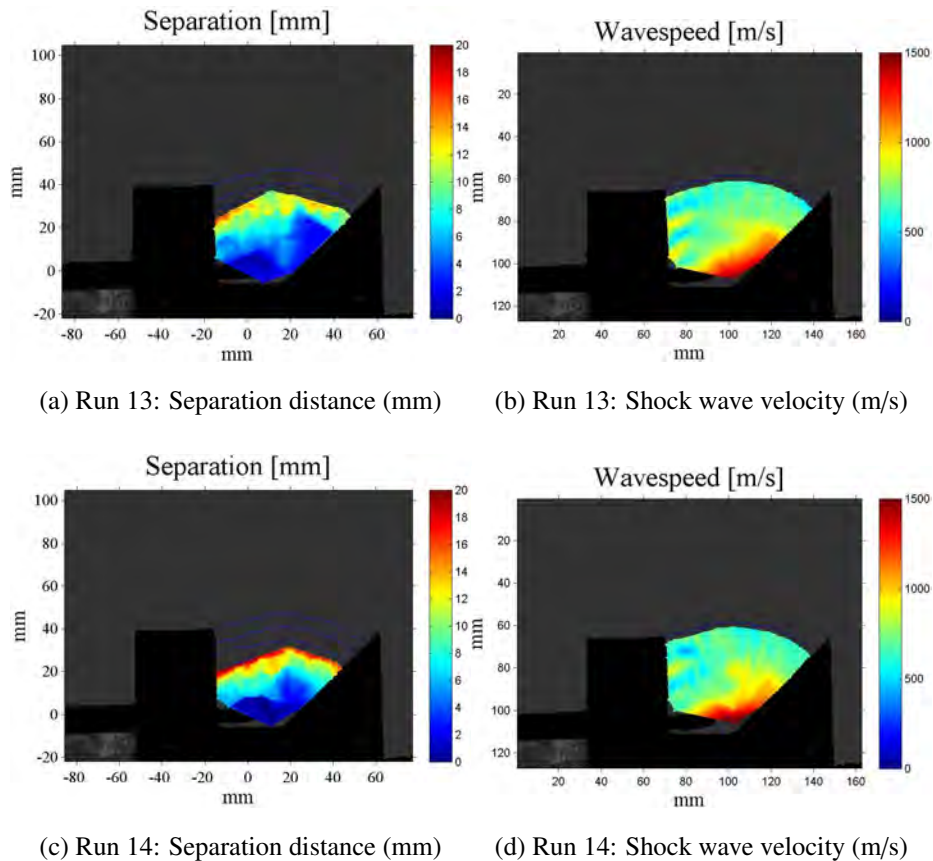 Separation [mm]
100
80
60
40
20
0
-20
mm
-80 -60 -40 -20 0 20 40 60
mm
20
18
16
14
12
10
8
6
4
2
0
Wavespeed [m/s]
0
20
40
60
80
100
120
mm
20 40 60 80 100 120 140 160
mm
1500
1000
500
0
(a) Run 13: Separation distance (mm)
(b) Run 13: Shock wave velocity (m/s)
Separation [mm]
100
80
60
40
20
0
-20
mm
-80 -60 -40 -20 0 20 40 60
mm
20
18
16
14
12
10
8
6
4
2
0
Wavespeed [m/s]
0
20
40
60
80
100
120
mm
20 40 60 80 100 120 140 160
mm
1500
1000
500
0
(c) Run 14: Separation distance (mm)
(d) Run 14: Shock wave velocity (m/s)